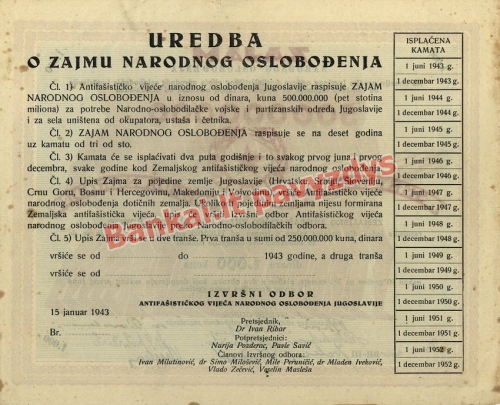 UREDBA
O ZAJMU NARODNOG OSLOBOĐENJA
Čl. 1) Antifašističko vijeće narodnog oslobođenja Jugoslavije raspisuje ZAJAM
NARODNOG OSLOBOĐENJA u iznosu od dinara, kuna 500.000.000 (pet stotina
miliona) za potrebe Narodno-oslobodilačke vojske i partizanskih odreda Jugoslavije
i za sela uništena od okupatora, ustaša i četnika.
Čl. 2) ZAJAM NARODNOG OSLOBOĐENJA raspisuje se na deset godina
uz kamatu od tri od sto.
Čl. 3) Kamata će se isplaćivati dva puta godišnje i to svakog prvog juna i prvog
decembra, svake godine kod Zemaljskog antifašističkog vijeća narodnog oslobođenja.
Čl. 4) Upis Zajma za pojedine zemlje Jugoslavije (Hrvatsku, Srbiju, Sloveniju,
Crnu Goru, Bosnu i Hercegovinu, Makedoniju i Vojvodinu) vršiće Antifašistička vijeća
narodnog oslobođenja dotičnih zemalja. Ukoliko u pojedinim zemljama nijesu formirana
Zemaljska antifašistička vijeća, upis vrši Izvršni odbor Antifašističkog vijeća
narodnog oslobođenja preko Narodno-oslobodilačkih odbora.
Čl. 5) Upis Zajma vršiće se u dvije tranše. Prva tranša u sumi od 250.000.000 kuna, dinara
vršiće se od do 1943 godine, a druga tranša
vršiće se od
IZVRŠNI ODBOR
ANTIFAŠISTIČKOG VIJEĆA NARODNOG OSLOBOĐENJA JUGOSLAVIJE
15 januar 1943
Br.
Pretsjednik,
Dr Ivan Ribar
Potpretsjednici:
Nurija Pozderac, Pavle Savić
Članovi Izvršnog odbora:
Ivan Milutinović, dr Simo Milošević, Mile Peruničić, dr Mladen Iveković,
Vlado Zečević, Veselin Masleša
ISPLAĆENA
KAMATA
1 juni 1943 g.
1 decembar 1943 g.
1 juni 1944 g.
1 decembar 1944 g.
1 juni 1945 g.
1 decembar 1945 g.
1 juni 1946 g.
1 decembar 1946 g.
1 juni 1947 g.
1 decembar 1947 g.
1 juni 1948 g.
1 decembar 1948 g.
1 juni 1949 g.
1 decembar 1949 g.
1 juni 1950 g.
1 decembar 1950 g.
1 juni 1951 g.
1 decembar 1951 g.
1 juni 1952 g.
1 decembar 1952 g.
Bankai.lt pavyzdys